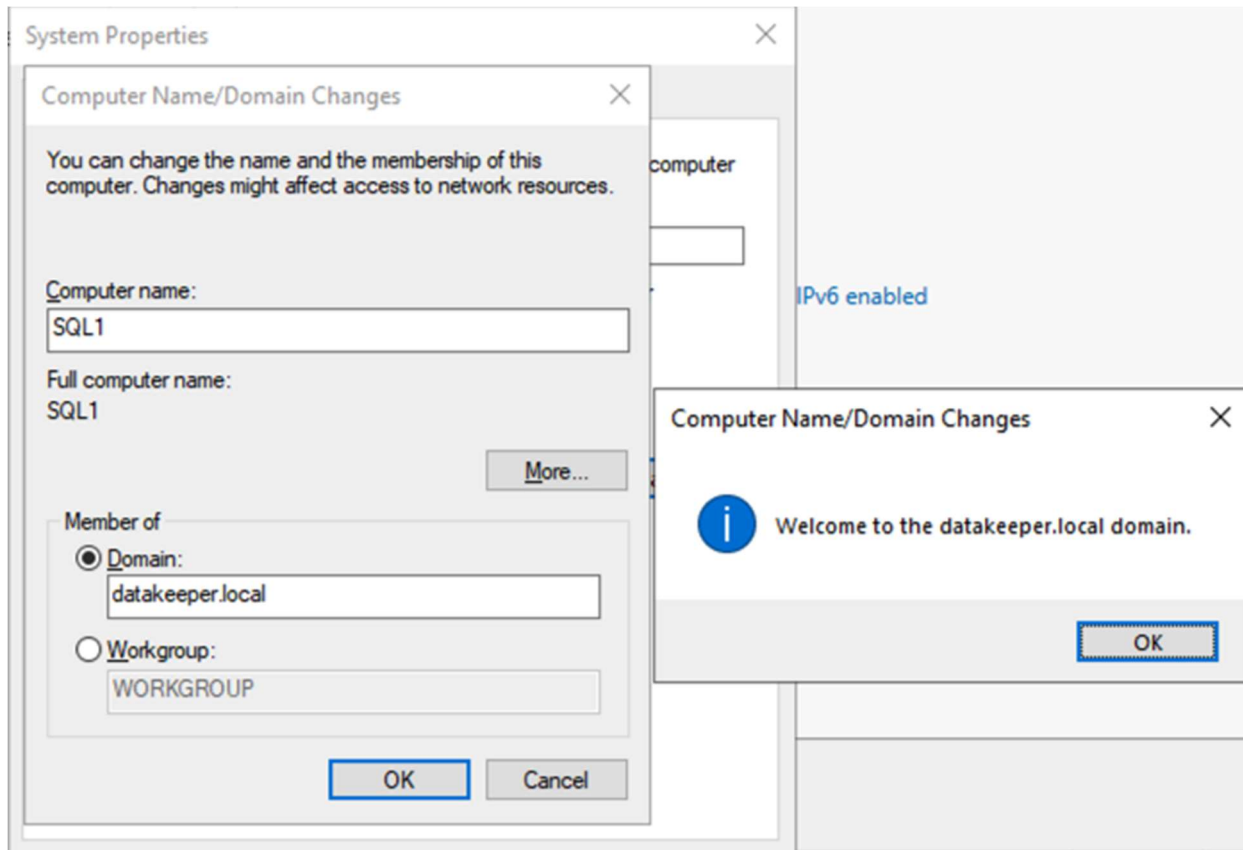 System Properties
Computer Name/Domain Changes
You can change the name and the membership of this
computer. Changes might affect access to network resources.
computer
Computer name:
SQL1
Full computer name:
SQL1
More...
Member of
Domain:
datakeeper.local
Workgroup:
WORKGROUP
OK
Cancel
IPv6 enabled
Computer Name/Domain Changes
Welcome to the datakeeper.local domain.
OK